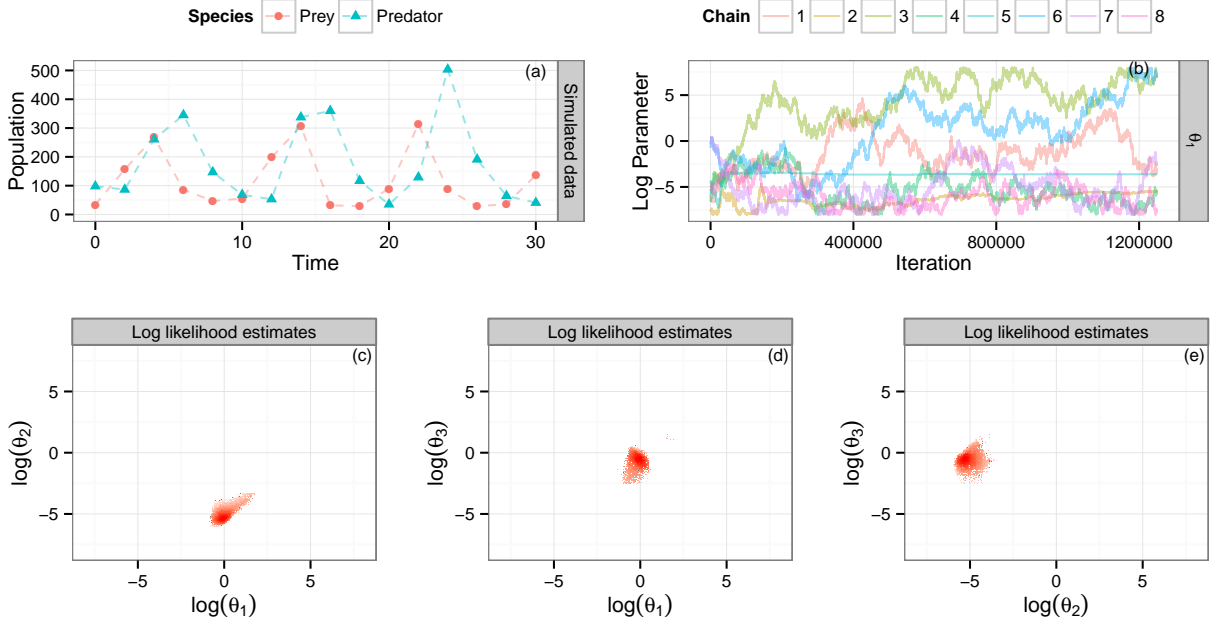 Species Prey Predator
(a)
Population
500
400
300
200
100
0
0 10 20 30
Time
Simulated data
Chain 1 2 3 4 5 6 7 8
(b)
Log Parameter
5
0
−5
0 400000 800000 1200000
Iteration
θ1
Log likelihood estimates
(c)
log(θ2)
5
0
−5
−5 0 5
log(θ1)
Log likelihood estimates
(d)
log(θ3)
5
0
−5
−5 0 5
log(θ1)
Log likelihood estimates
(e)
log(θ3)
5
0
−5
−5 0 5
log(θ2)